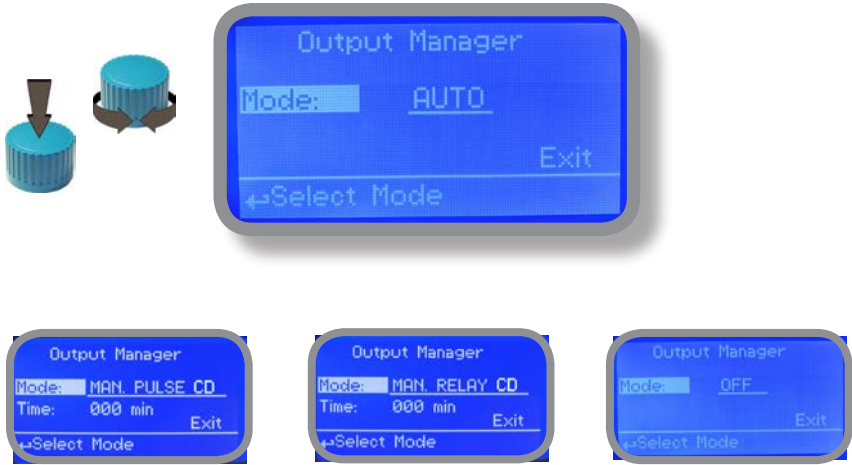 Output Manager
Mode: AUTO
Exit
↵Select Mode
Output Manager
Mode: MAN. PULSE CD
Time: 000 min
Exit
↵Select Mode
Output Manager
Mode: MAN. RELAY CD
Time: 000 min
Exit
↵Select Mode
Output Manager
Mode: OFF
Exit
↵Select Mode